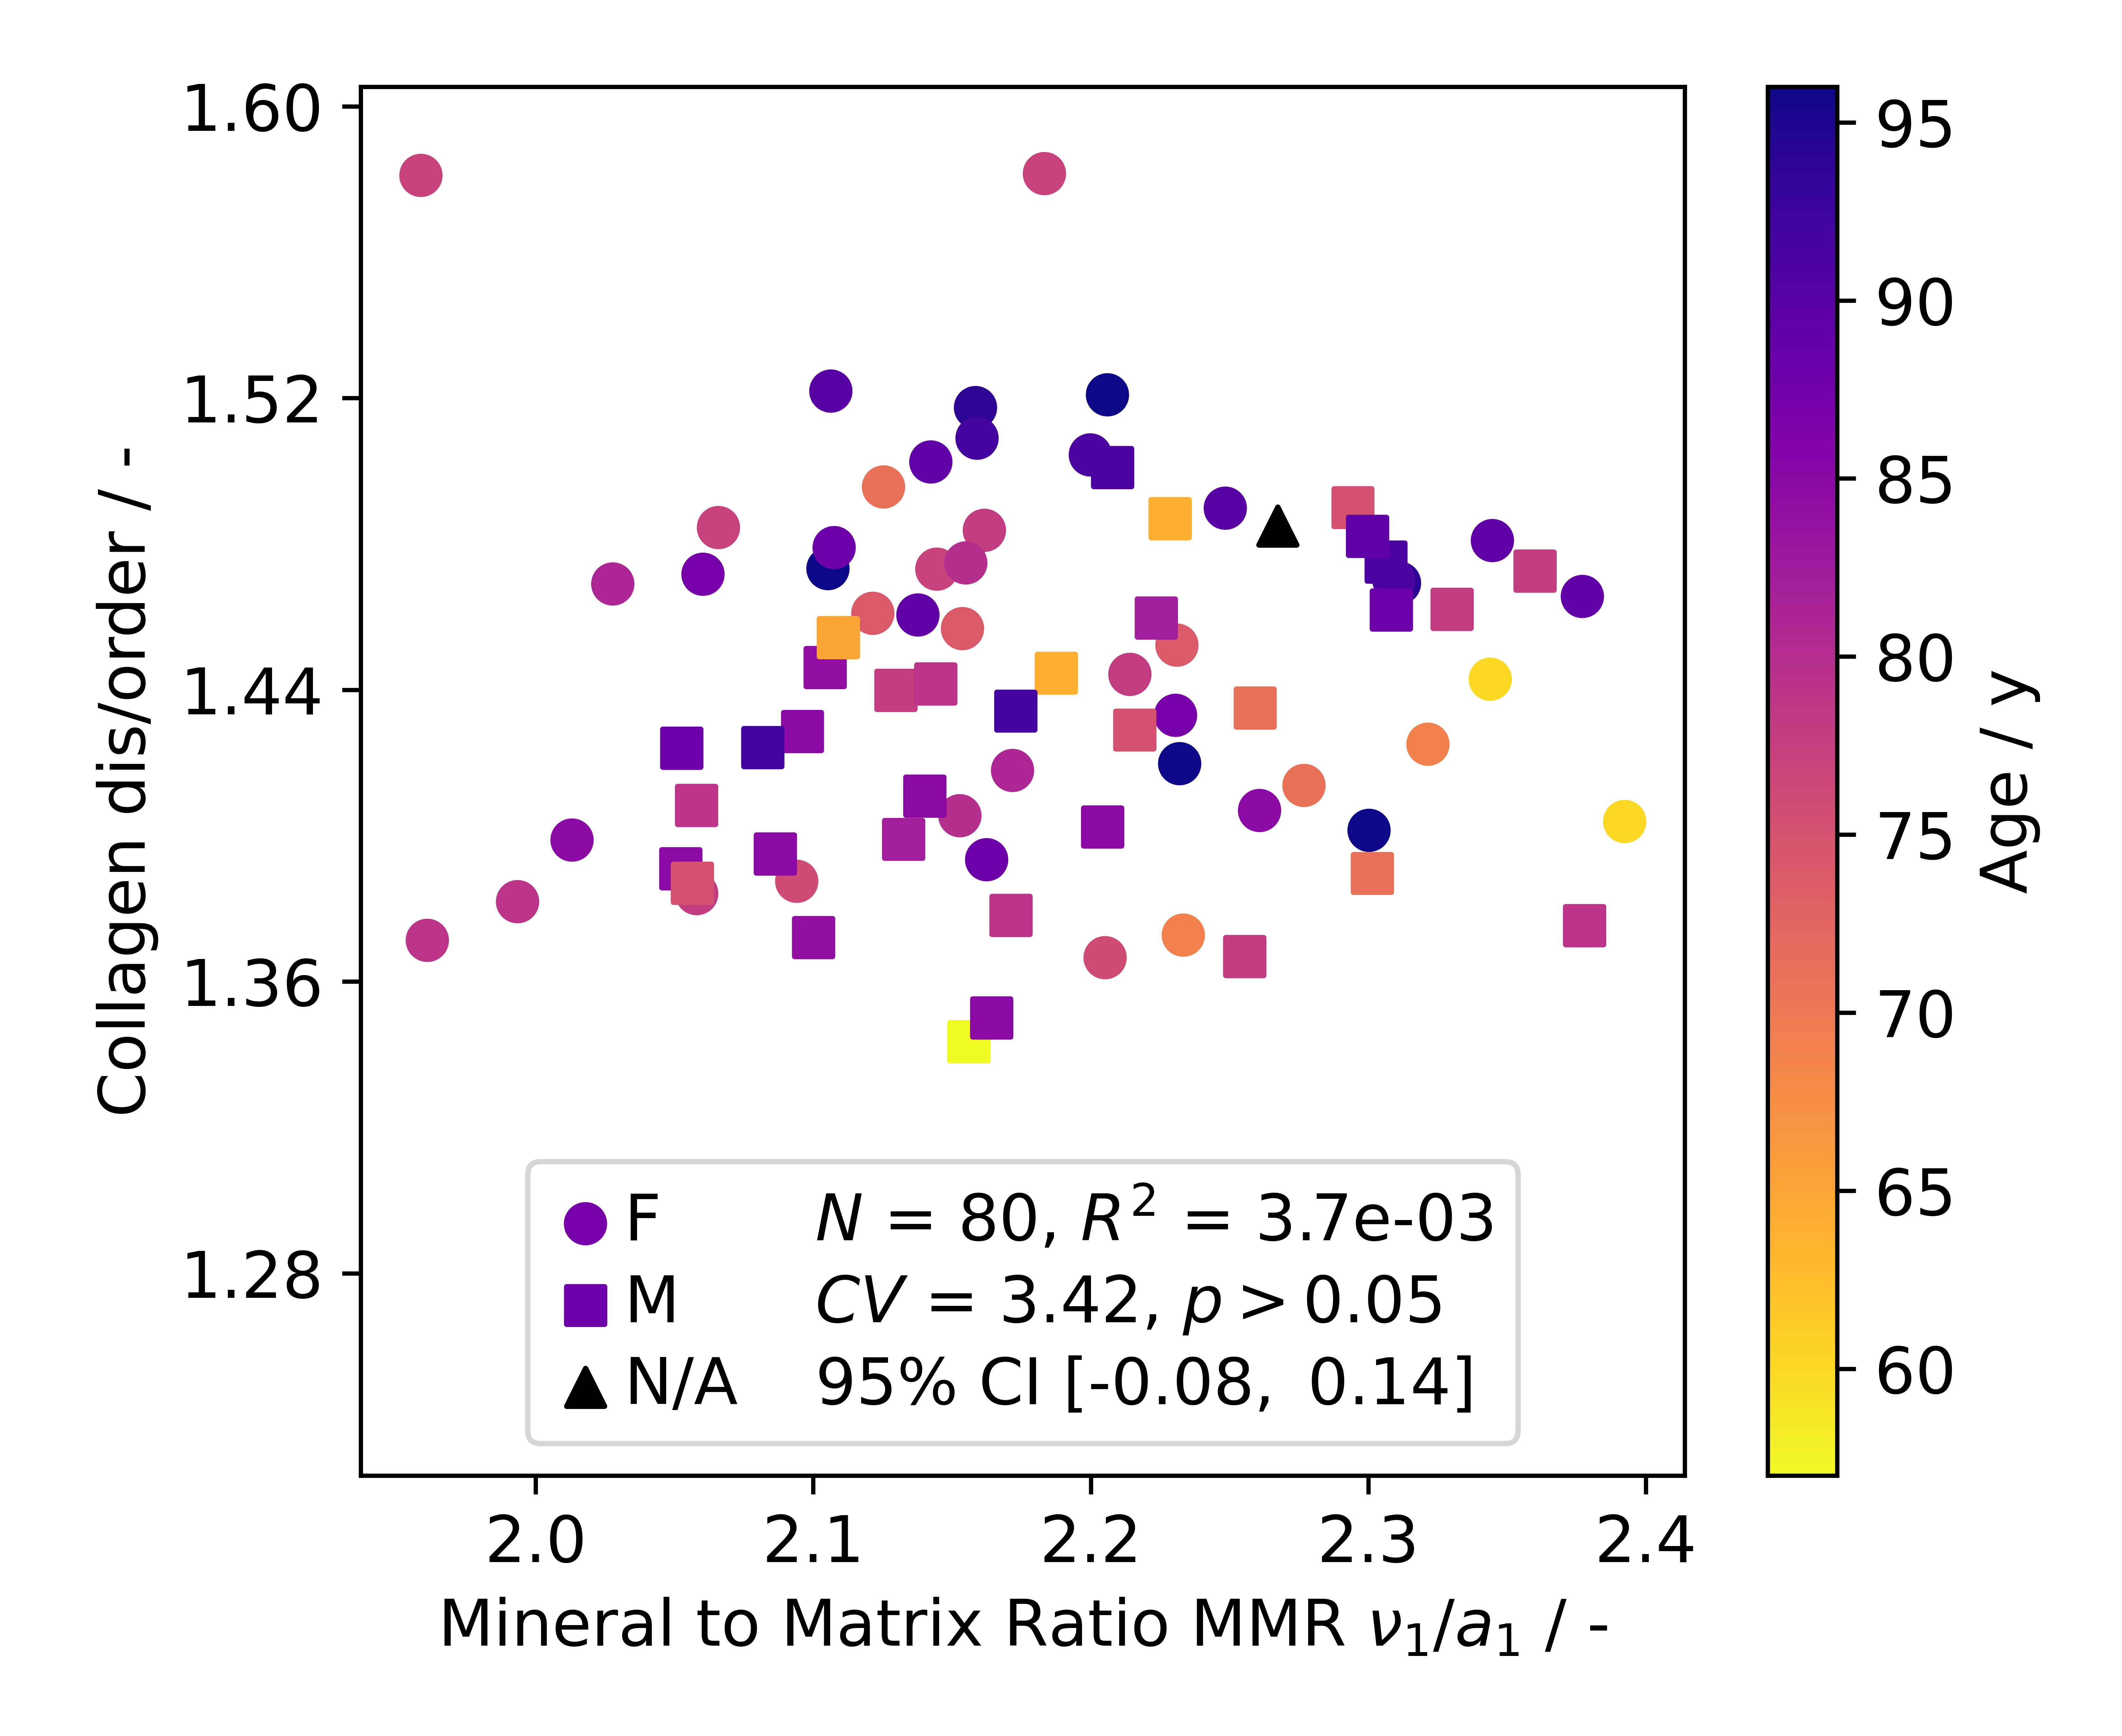 Collagen dis/order / -
1.60
1.52
1.44
1.36
1.28
F
M
N/A
N = 80, R² = 3.7e-03
CV = 3.42, p > 0.05
95% CI [-0.08, 0.14]
2.0 2.1 2.2 2.3 2.4
Mineral to Matrix Ratio MMR ν₁/a₁ / -
95
90
85
80
75
70
65
60
Age / y